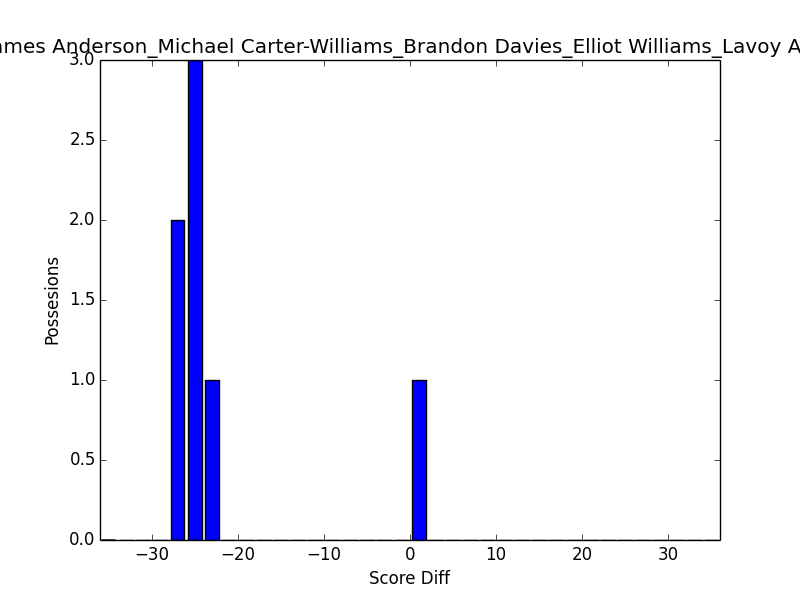 Anderson_Michael Carter-Williams_Brandon Davies_Elliot Williams_Lavoy
3.0
2.5
2.0
1.5
1.0
0.5
0.0
Possesions
−30 −20 −10 0 10 20 30
Score Diff